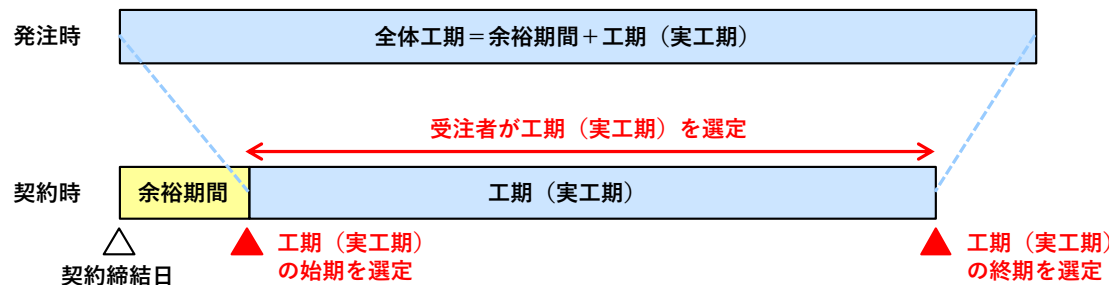 発注時
全体工期＝余裕期間＋工期（実工期）
受注者が工期（実工期）を選定
契約時
余裕期間
工期（実工期）
契約締結日
工期（実工期）
の始期を選定
工期（実工期）
の終期を選定